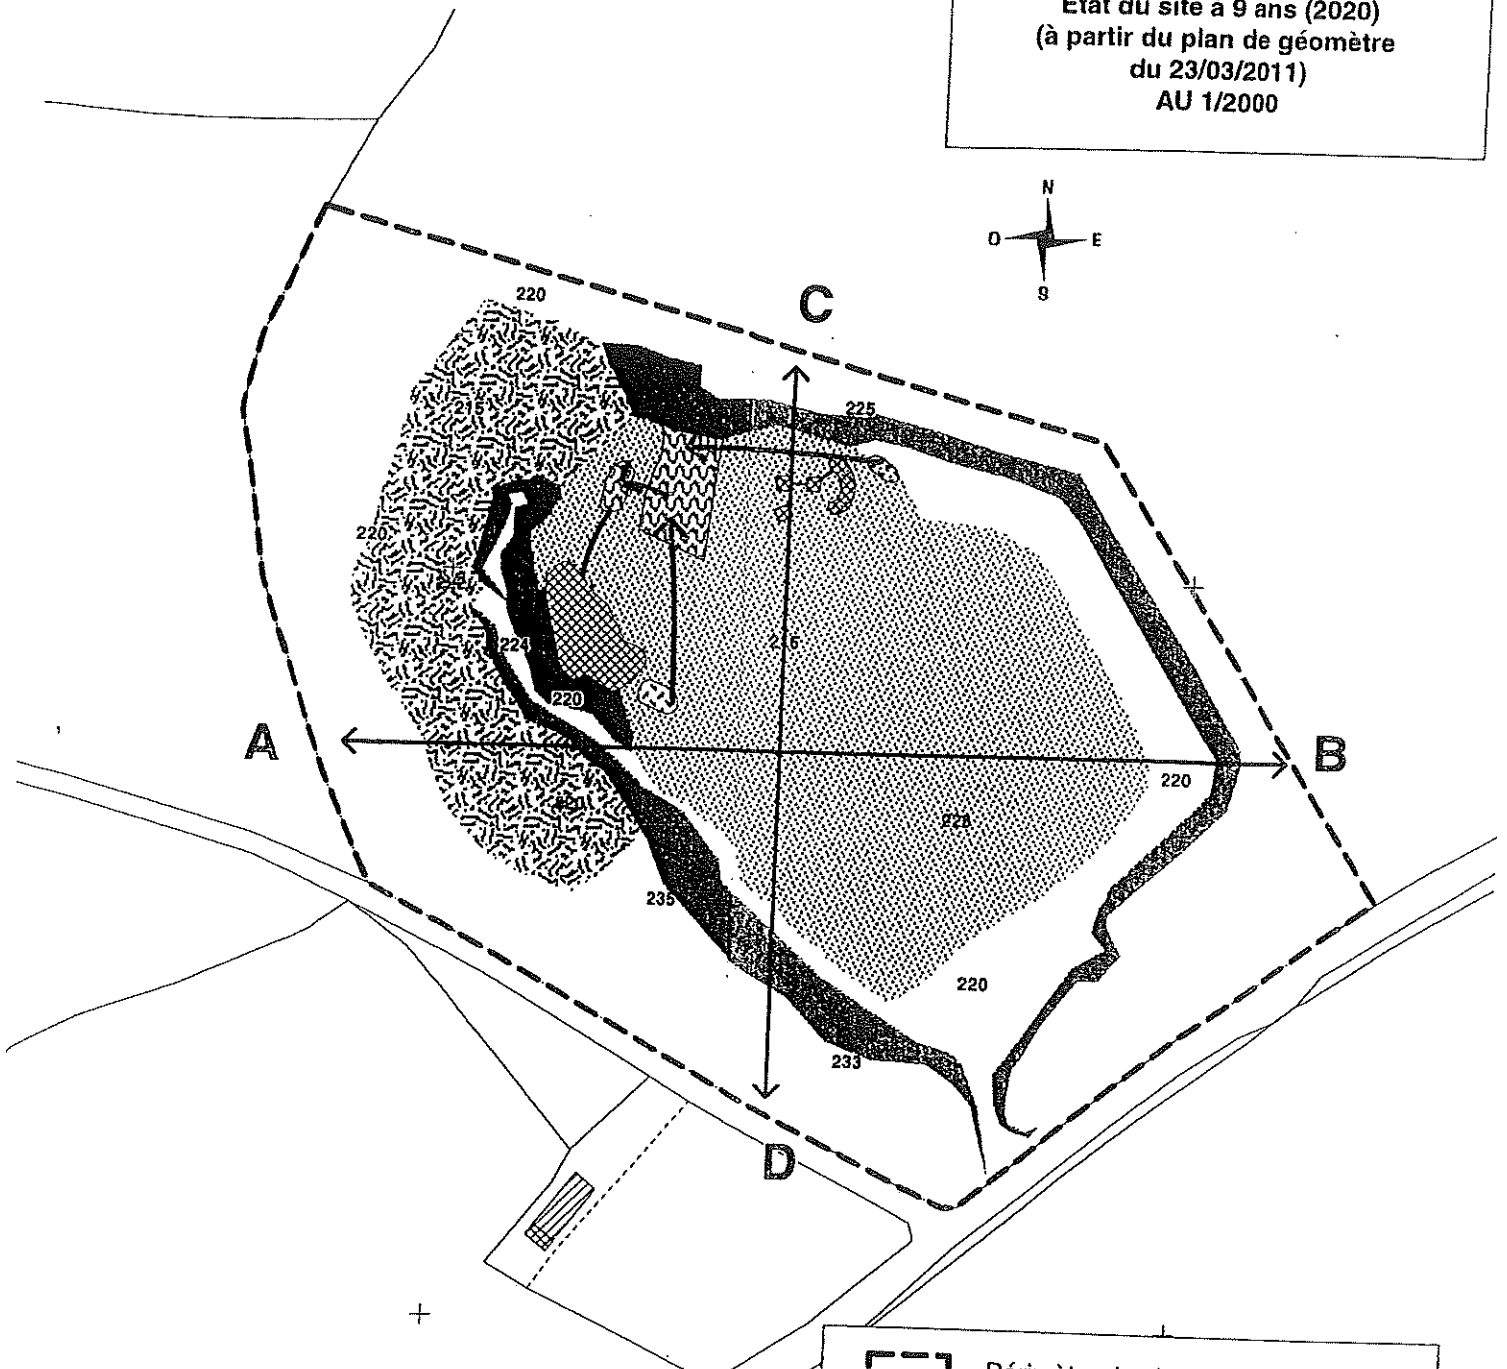 Etat du site à 9 ans (2020)
(à partir du plan de géomètre
du 23/03/2011)
AU 1/2000
N
O E
S
C
220
225
215
220
224
220
A
B
220
235
220
233
D